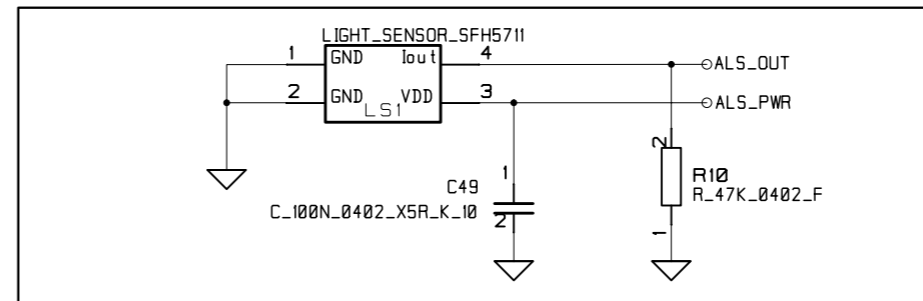 LIGHT_SENSOR_SFH5711
1 GND Iout 4 ALS_OUT
2 GND VDD 3 ALS_PWR
LS1
1
C49
C_100N_0402_X5R_K_10
2
2
R10
R_47K_0402_F
1